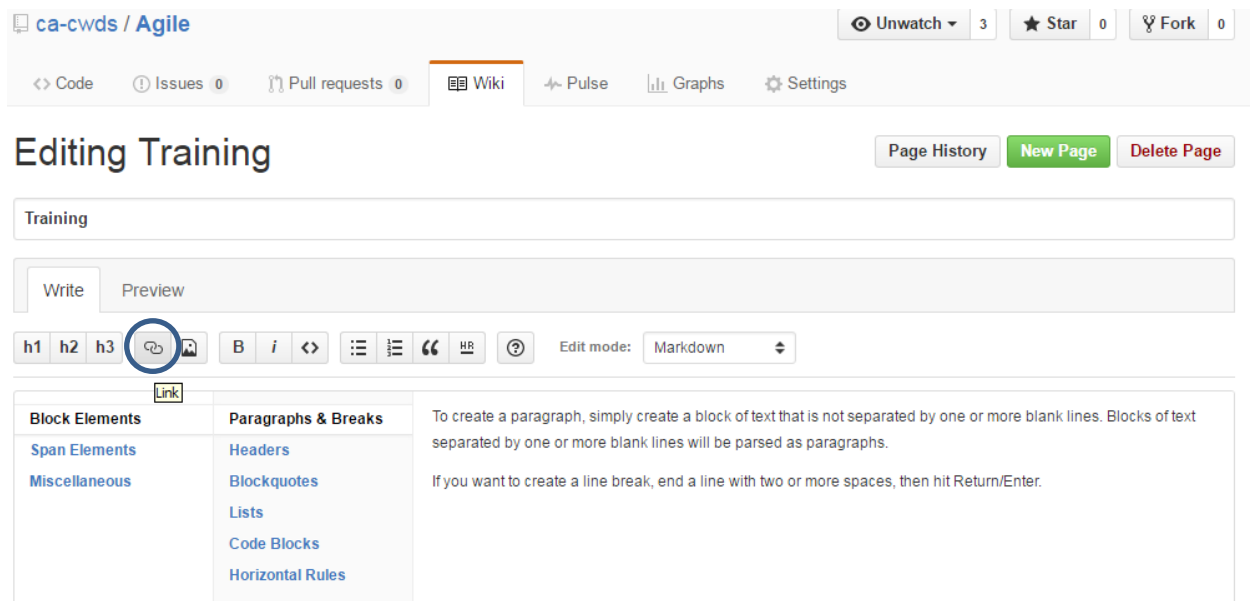 ca-cwds / Agile Unwatch 3 Star 0 Fork 0
Code Issues 0 Pull requests 0 Wiki Pulse Graphs Settings
Editing Training Page History New Page Delete Page
Training
Write Preview
h1 h2 h3 B i <> “ HR ? Edit mode: Markdown
Link
Block Elements Paragraphs & Breaks To create a paragraph, simply create a block of text that is not separated by one or more blank lines. Blocks of text
Span Elements Headers separated by one or more blank lines will be parsed as paragraphs.
Miscellaneous Blockquotes If you want to create a line break, end a line with two or more spaces, then hit Return/Enter.
Lists
Code Blocks
Horizontal Rules